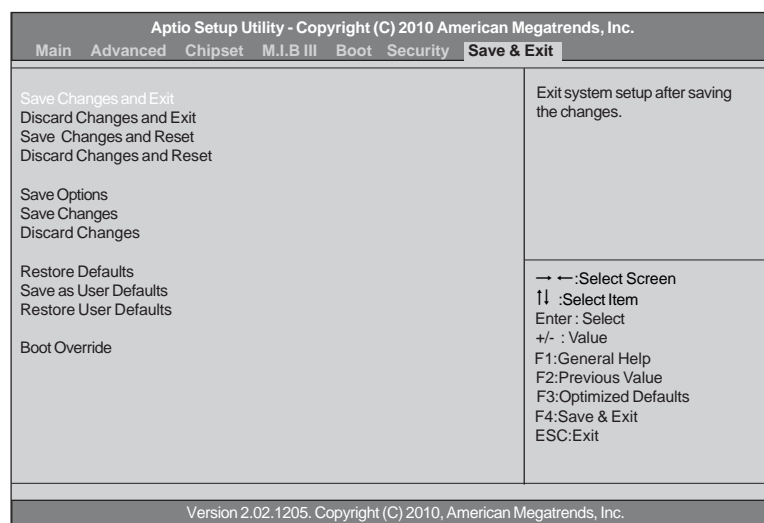 Aptio Setup Utility - Copyright (C) 2010 American Megatrends, Inc.
Main Advanced Chipset M.I.B III Boot Security Save & Exit
Save Changes and Exit
Discard Changes and Exit
Save Changes and Reset
Discard Changes and Reset
Save Options
Save Changes
Discard Changes
Restore Defaults
Save as User Defaults
Restore User Defaults
Boot Override
Exit system setup after saving
the changes.
→ ←:Select Screen
↑↓ :Select Item
Enter : Select
+/- : Value
F1:General Help
F2:Previous Value
F3:Optimized Defaults
F4:Save & Exit
ESC:Exit
Version 2.02.1205. Copyright (C) 2010, American Megatrends, Inc.